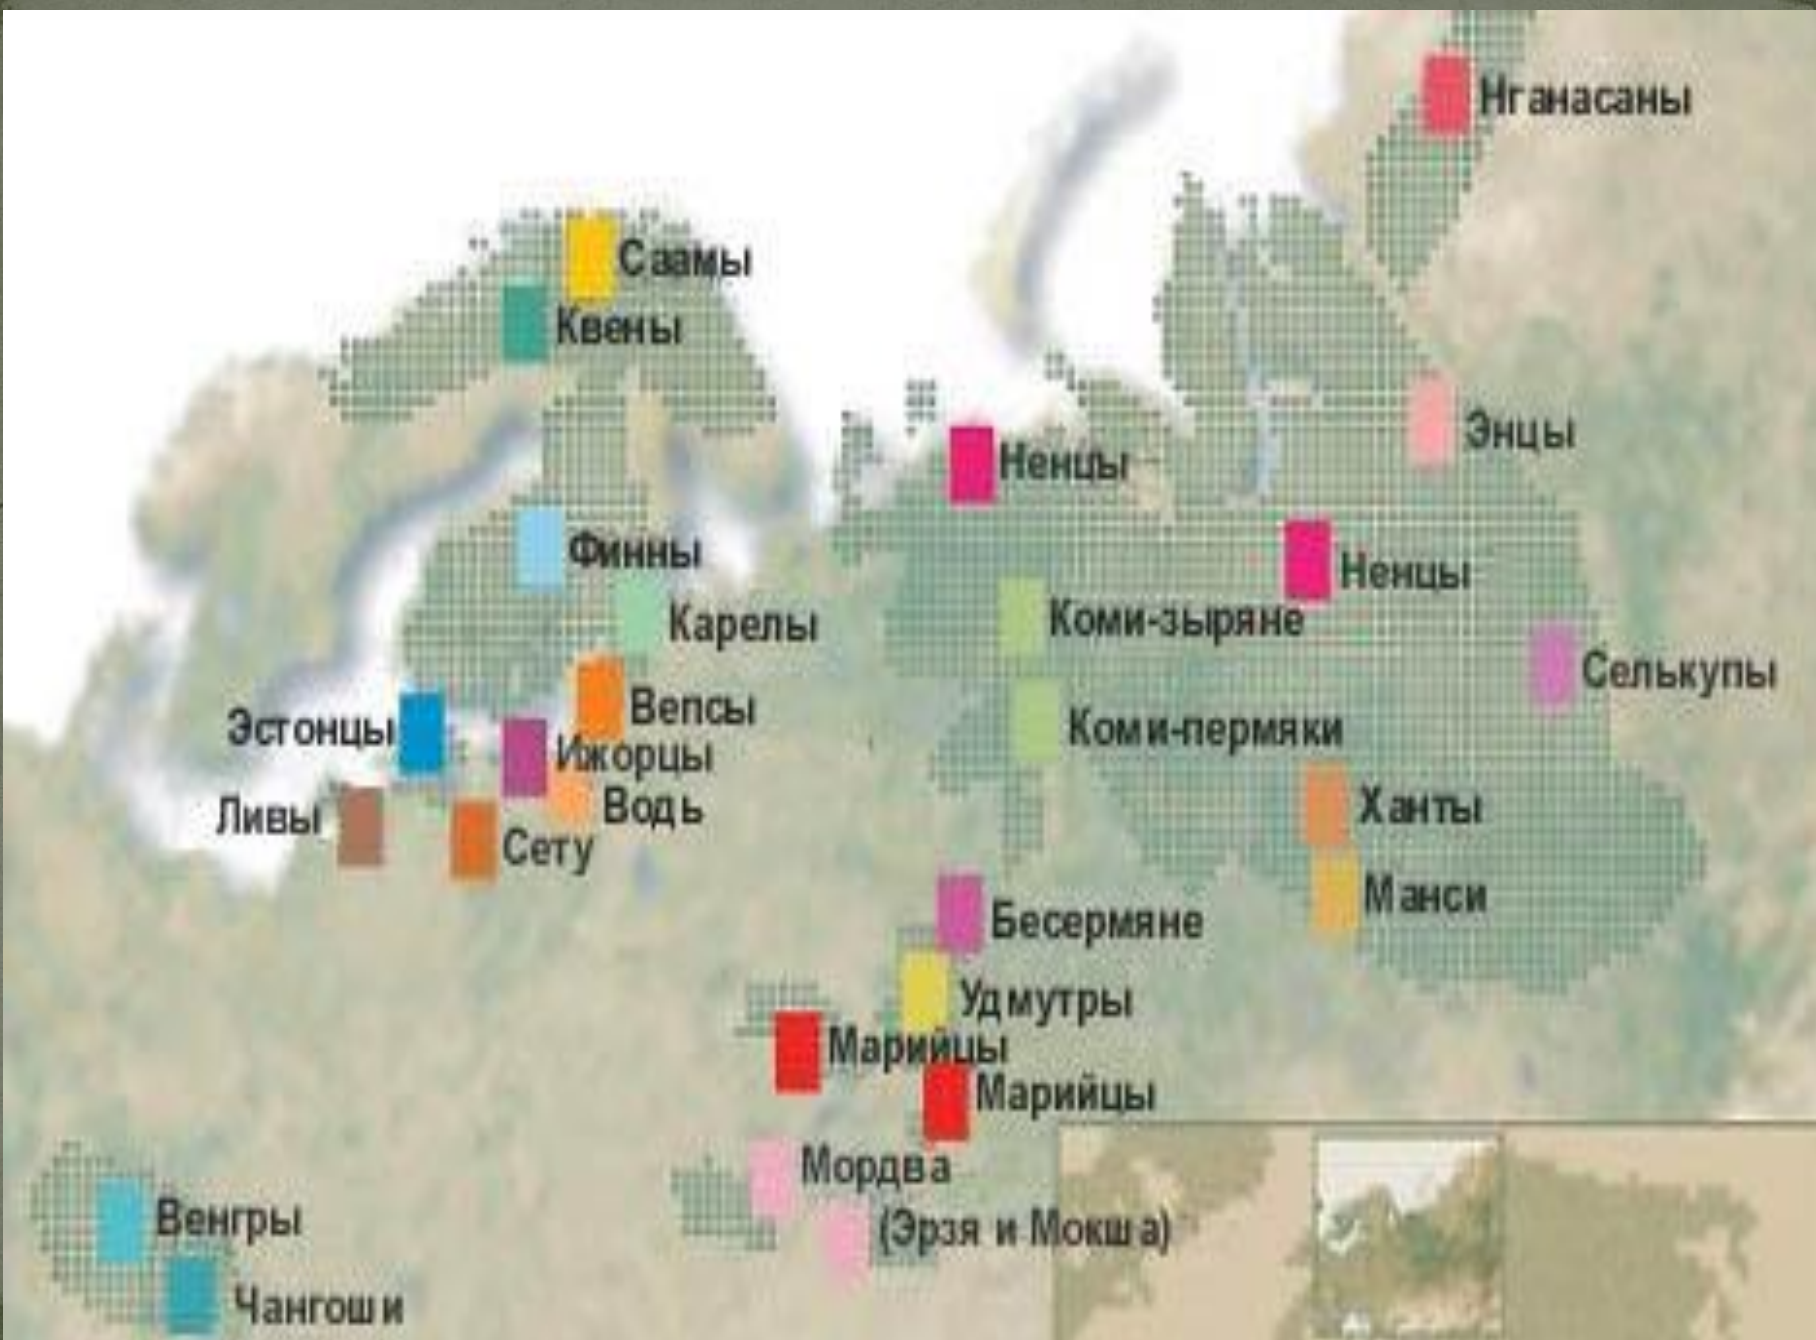 Нганасаны
Саамы
Квены
Энцы
Ненцы
Финны
Ненцы
Карелы
Коми-зыряне
Селькупы
Вепсы
Эстонцы
Коми-пермяки
Ижорцы
Ливы
Водь
Ханты
Сету
Манси
Бесермяне
Удмутры
Марийцы
Марийцы
Мордва
(Эрзя и Мокша)
Венгры
Чангоши